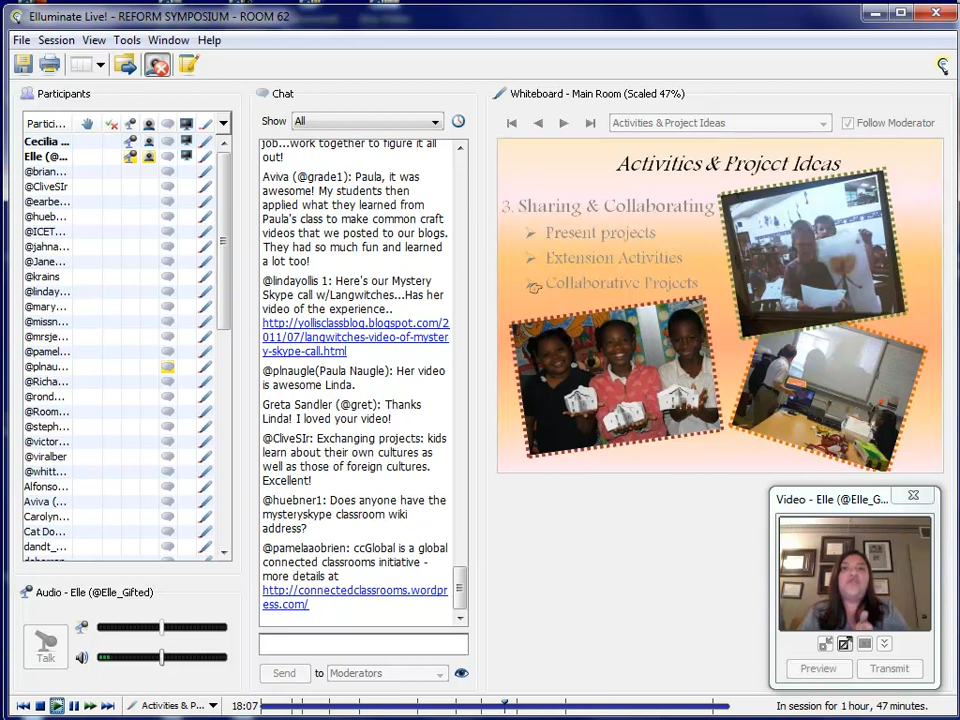 Elluminate Live! - REFORM SYMPOSIUM - ROOM 62
File Session View Tools Window Help
Participants
Partici...
Cecilia ...
Elle (@...
@brian...
@CliveSIr
@earbe...
@hueb...
@ICET...
@jahna...
@Jane...
@krains
@linday...
@mary...
@missn...
@mrsje...
@pamel...
@plnau...
@Richa...
@rond...
@Room...
@steph...
@victor...
@viralber
@whitt...
Alfonso...
Aviva (...
Carolyn...
Cat Do...
dandt_...
Audio - Elle (@Elle_Gifted)
Talk
Chat
Show All
job...work together to figure it all
out!
Aviva (@grade1): Paula, it was
awesome! My students then
applied what they learned from
Paula's class to make common craft
videos that we posted to our blogs.
They had so much fun and learned
a lot too!
@lindayollis 1: Here's our Mystery
Skype call w/Langwitches...Has her
video of the experience..
http://yollisclassblog.blogspot.com/2
011/07/langwitches-video-of-myster
y-skype-call.html
@plnaugle(Paula Naugle): Her video
is awesome Linda.
Greta Sandler (@gret): Thanks
Linda! I loved your video!
@CliveSIr: Exchanging projects: kids
learn about their own cultures as
well as those of foreign cultures.
Excellent!
@huebner1: Does anyone have the
mysteryskype classroom wiki
address?
@pamelaobrien: ccGlobal is a global
connected classrooms initiative -
more details at
http://connectedclassrooms.wordpr
ess.com/
Send to Moderators
Whiteboard - Main Room (Scaled 47%)
Activities & Project Ideas Follow Moderator
Activities & Project Ideas
3. Sharing & Collaborating
Present projects
Extension Activities
Collaborative Projects
Video - Elle (@Elle_G...
Preview Transmit
Activities & P... 18:07 In session for 1 hour, 47 minutes.